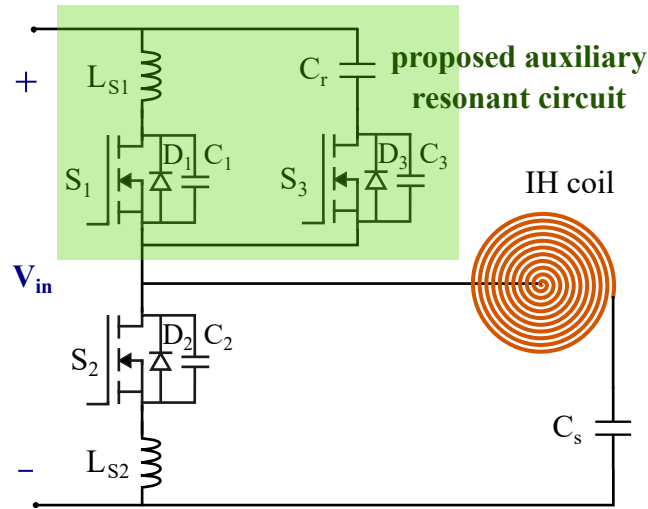 +
L_S1
C_r
proposed auxiliary
resonant circuit
S_1
D_1
C_1
S_3
D_3
C_3
IH coil
V_in
S_2
D_2
C_2
C_s
L_S2
−